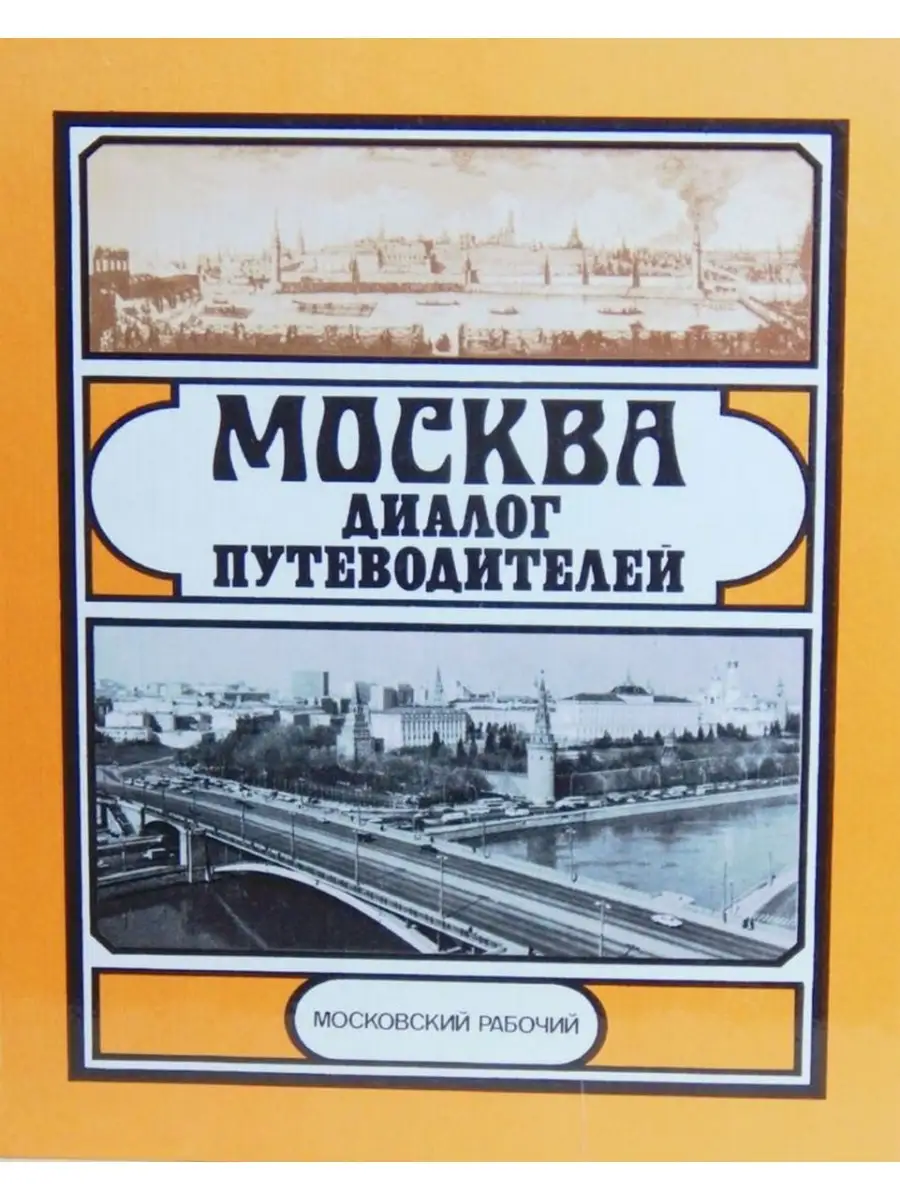 МОСКВА
ДИАЛОГ
ПУТЕВОДИТЕЛЕЙ
МОСКОВСКИЙ РАБОЧИЙ